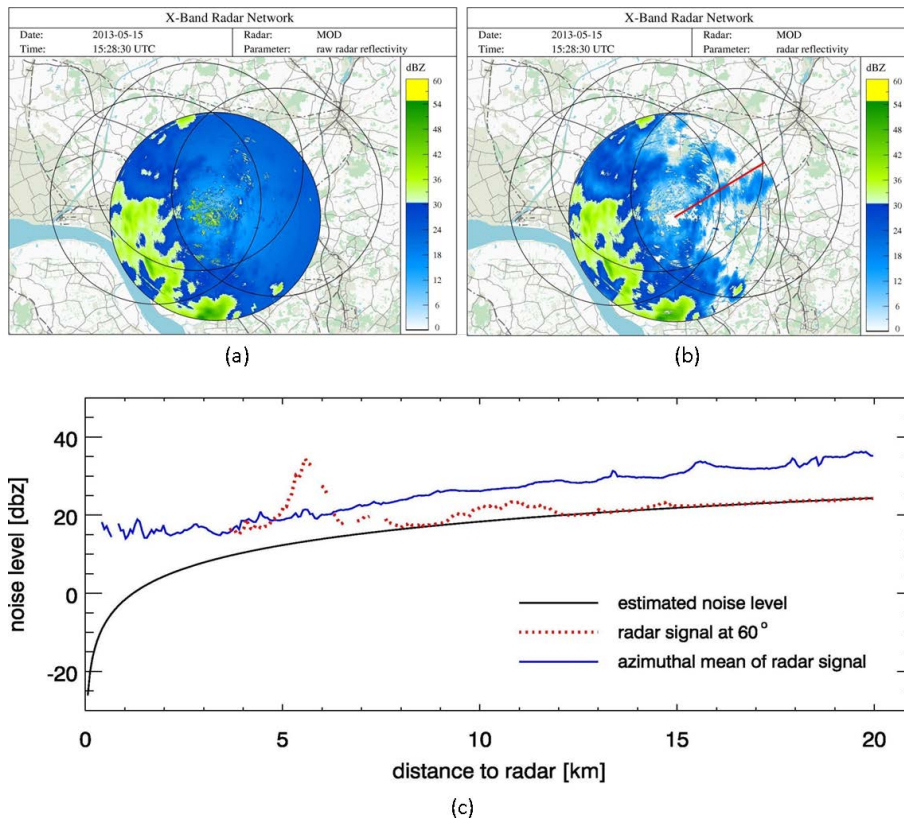 X-Band Radar Network
Date: 2013-05-15 Radar: MOD
Time: 15:28:30 UTC Parameter: raw radar reflectivity
dBZ
60
54
48
42
36
30
24
18
12
6
0
(a)
X-Band Radar Network
Date: 2013-05-15 Radar: MOD
Time: 15:28:30 UTC Parameter: radar reflectivity
dBZ
60
54
48
42
36
30
24
18
12
6
0
(b)
noise level [dbz]
40
20
0
-20
estimated noise level
radar signal at 60°
azimuthal mean of radar signal
0 5 10 15 20
distance to radar [km]
(c)